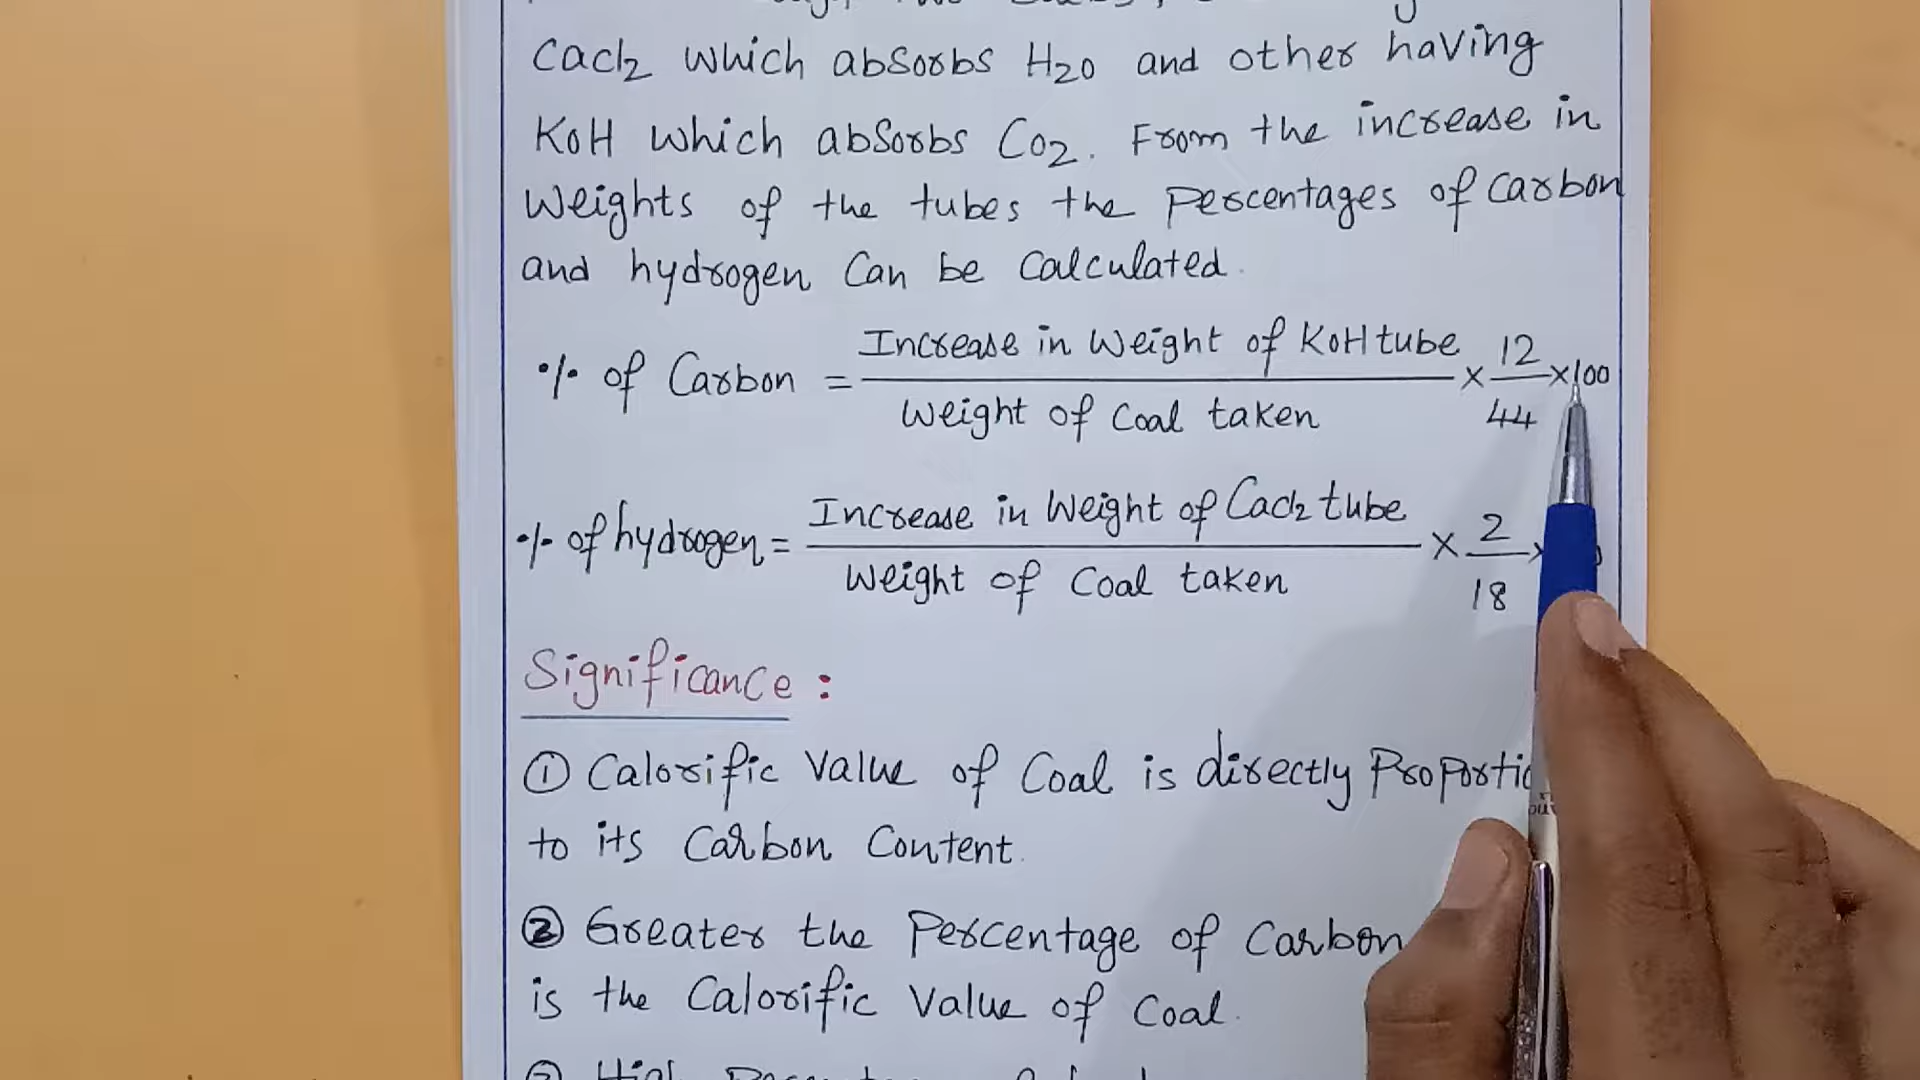 Cacl2 which absorbs H2O and other having
KOH which absorbs CO2. From the increase in
Weights of the tubes the Percentages of Carbon
and hydrogen Can be Calculated.
% of Carbon = Increase in Weight of KOH tube / Weight of Coal taken × 12/44 ×100
% of hydrogen = Increase in Weight of Cacl2 tube / Weight of Coal taken × 2/18
Significance :
① Calorific Value of Coal is directly
to its Carbon Content.
② Greater the Percentage of Carbon
is the Calorific Value of Coal.